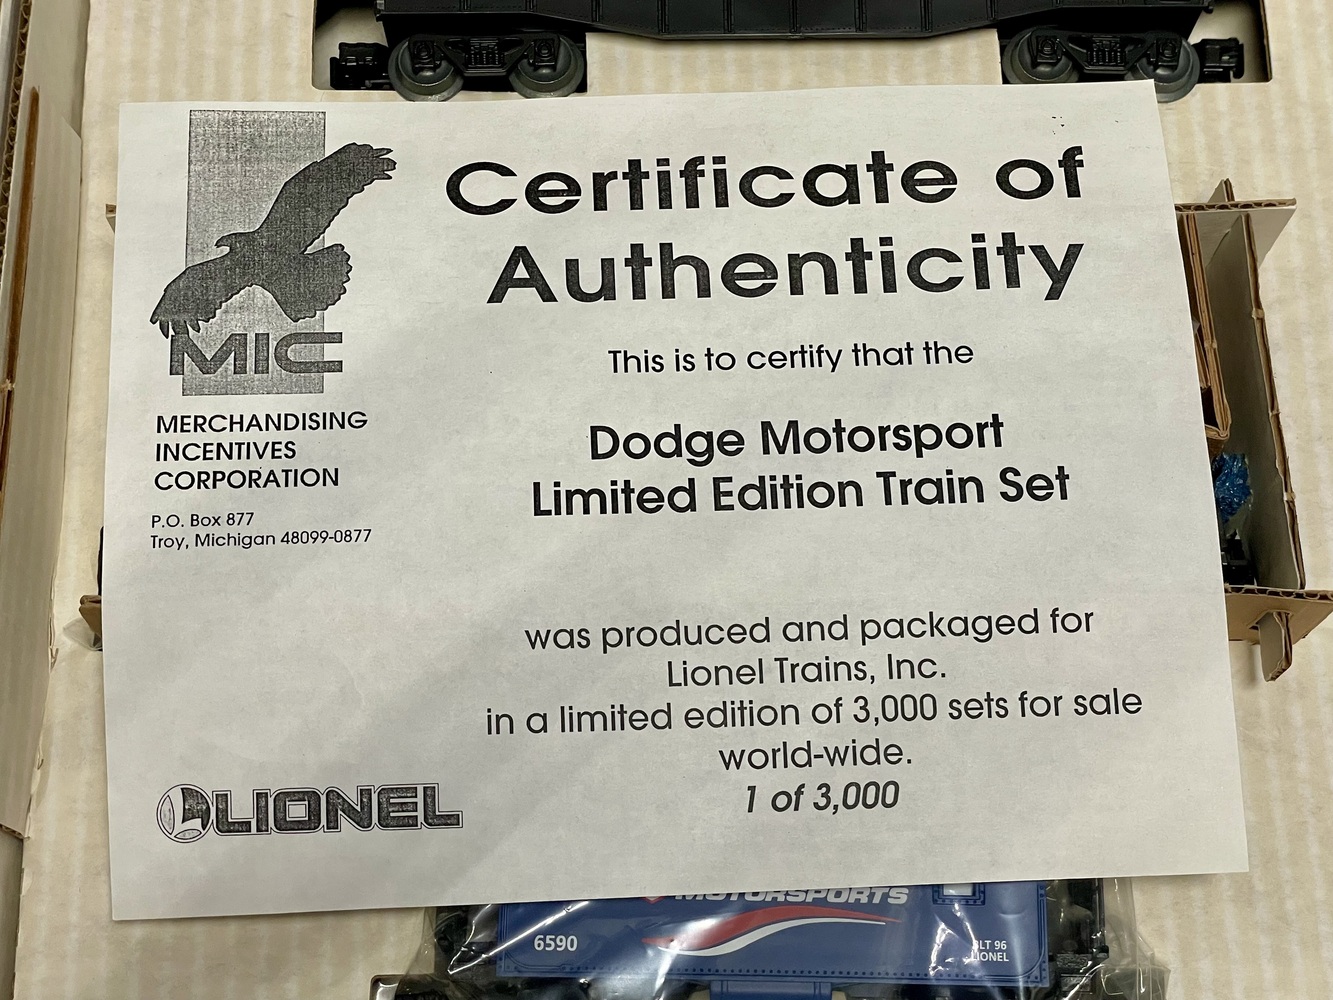 Certificate of
Authenticity
MIC
MERCHANDISING
INCENTIVES
CORPORATION
P.O. Box 877
Troy, Michigan 48099-0877
This is to certify that the
Dodge Motorsport
Limited Edition Train Set
was produced and packaged for
Lionel Trains, Inc.
in a limited edition of 3,000 sets for sale
world-wide.
1 of 3,000
LIONEL
MOTORSPORTS
6590
BLT 96
LIONEL